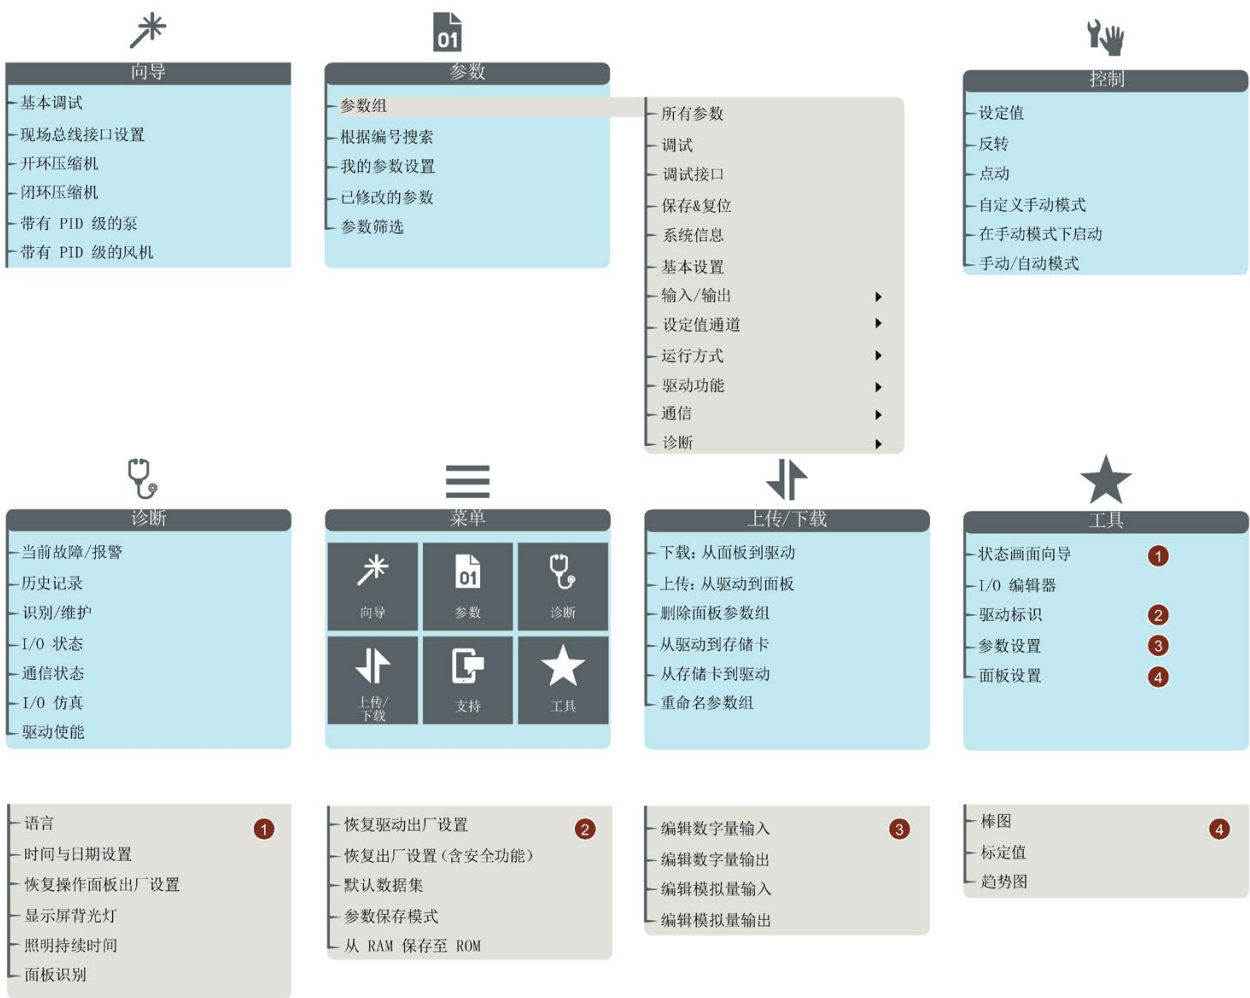 01
向导
基本调试
现场总线接口设置
开环压缩机
闭环压缩机
带有 PID 级的泵
带有 PID 级的风机
参数
参数组
根据编号搜索
我的参数设置
已修改的参数
参数筛选
所有参数
调试
调试接口
保存&复位
系统信息
基本设置
输入/输出
设定值通道
运行方式
驱动功能
通信
诊断
控制
设定值
反转
点动
自定义手动模式
在手动模式下启动
手动/自动模式
诊断
当前故障/报警
历史记录
识别/维护
I/O 状态
通信状态
I/O 仿真
驱动使能
菜单
01
向导
参数
诊断
上传/
下载
支持
工具
上传/下载
下载: 从面板到驱动
上传: 从驱动到面板
删除面板参数组
从驱动到存储卡
从存储卡到驱动
重命名参数组
工具
状态画面向导 1
I/O 编辑器
驱动标识 2
参数设置 3
面板设置 4
语言 1
时间与日期设置
恢复操作面板出厂设置
显示屏背光灯
照明持续时间
面板识别
恢复驱动出厂设置 2
恢复出厂设置(含安全功能)
默认数据集
参数保存模式
从 RAM 保存至 ROM
编辑数字量输入 3
编辑数字量输出
编辑模拟量输入
编辑模拟量输出
棒图 4
标定值
趋势图